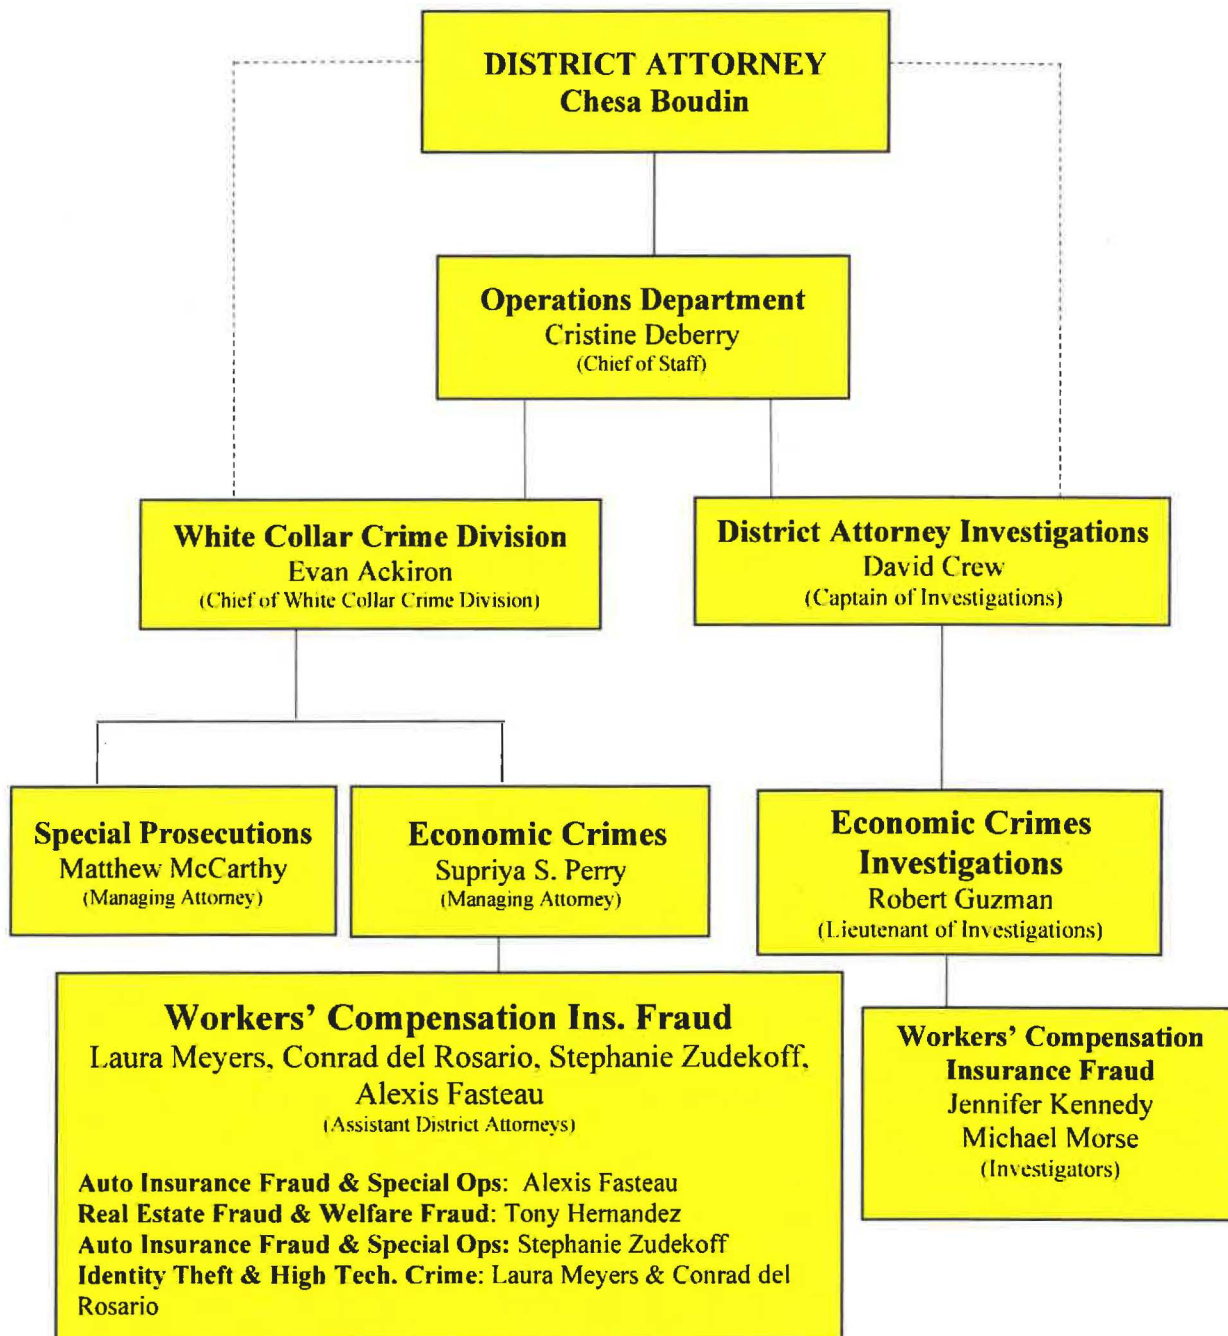 DISTRICT ATTORNEY
Chesa Boudin
Operations Department
Cristine Deberry
(Chief of Staff)
White Collar Crime Division
Evan Ackiron
(Chief of White Collar Crime Division)
District Attorney Investigations
David Crew
(Captain of Investigations)
Special Prosecutions
Matthew McCarthy
(Managing Attorney)
Economic Crimes
Supriya S. Perry
(Managing Attorney)
Economic Crimes
Investigations
Robert Guzman
(Lieutenant of Investigations)
Workers' Compensation Ins. Fraud
Laura Meyers, Conrad del Rosario, Stephanie Zudekoff,
Alexis Fasteau
(Assistant District Attorneys)
Auto Insurance Fraud & Special Ops: Alexis Fasteau
Real Estate Fraud & Welfare Fraud: Tony Hernandez
Auto Insurance Fraud & Special Ops: Stephanie Zudekoff
Identity Theft & High Tech. Crime: Laura Meyers & Conrad del
Rosario
Workers' Compensation
Insurance Fraud
Jennifer Kennedy
Michael Morse
(Investigators)